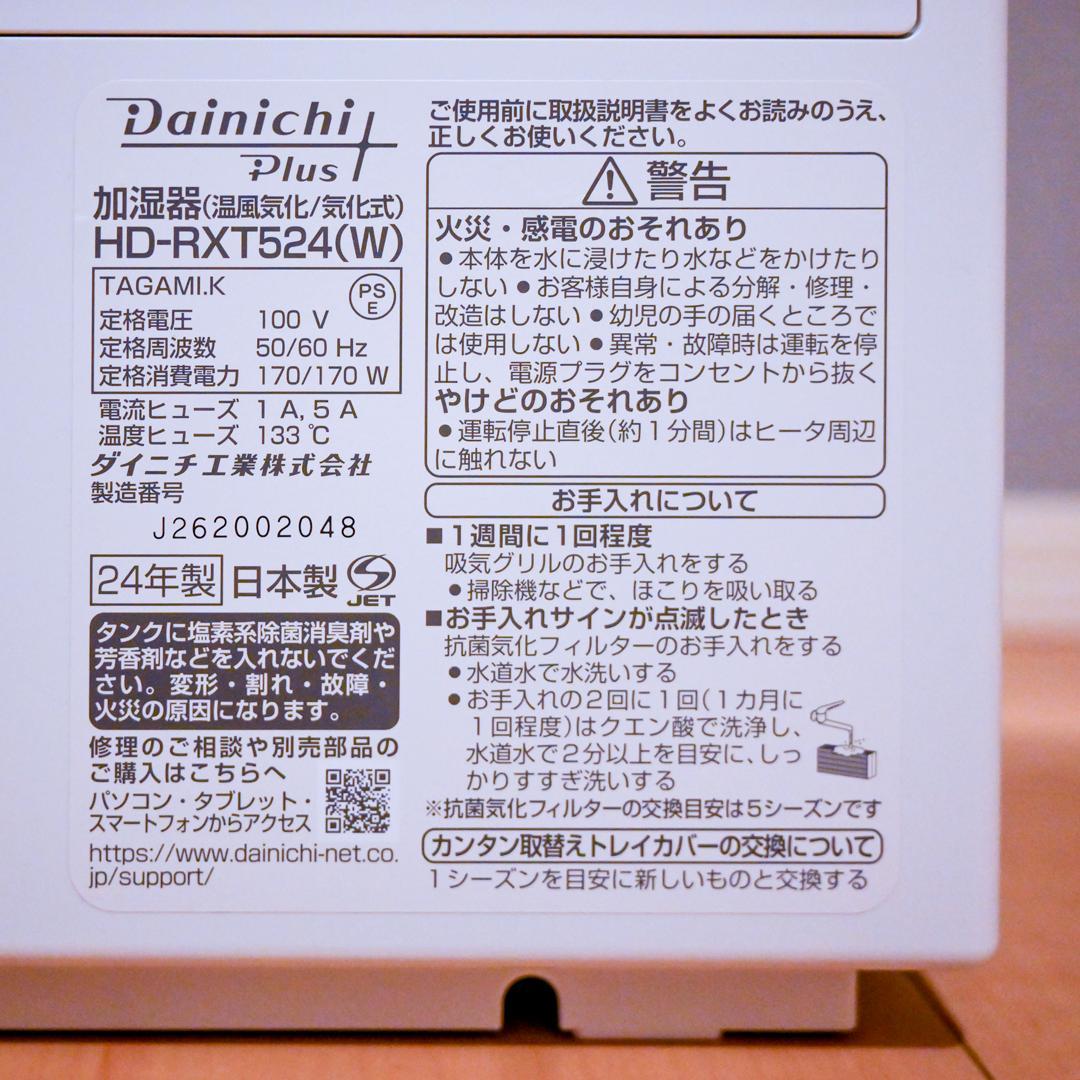 Dainichi
Plus
加湿器(温風気化/気化式)
HD-RXT524(W)
TAGAMI.K
PS
E
定格電圧 100 V
定格周波数 50/60 Hz
定格消費電力 170/170 W
電流ヒューズ 1 A, 5 A
温度ヒューズ 133 ℃
ダイニチ工業株式会社
製造番号
J262002048
24年製 日本製 JET
タンクに塩素系除菌消臭剤や
芳香剤などを入れないでくだ
さい。変形・割れ・故障・
火災の原因になります。
修理のご相談や別売部品の
ご購入はこちらへ
パソコン・タブレット・
スマートフォンからアクセス
https://www.dainichi-net.co.
jp/support/
ご使用前に取扱説明書をよくお読みのうえ、
正しくお使いください。
警告
火災・感電のおそれあり
●本体を水に浸けたり水などをかけたり
しない●お客様自身による分解・修理・
改造はしない●幼児の手の届くところで
は使用しない●異常・故障時は運転を停
止し、電源プラグをコンセントから抜く
やけどのおそれあり
●運転停止直後(約1分間)はヒータ周辺
に触れない
お手入れについて
■1週間に1回程度
吸気グリルのお手入れをする
●掃除機などで、ほこりを吸い取る
■お手入れサインが点滅したとき
抗菌気化フィルターのお手入れをする
●水道水で水洗いする
●お手入れの2回に1回(1カ月に
1回程度)はクエン酸で洗浄し、
水道水で2分以上を目安に、しっ
かりすすぎ洗いする
※抗菌気化フィルターの交換目安は5シーズンです
カンタン取替えトレイカバーの交換について
1シーズンを目安に新しいものと交換する